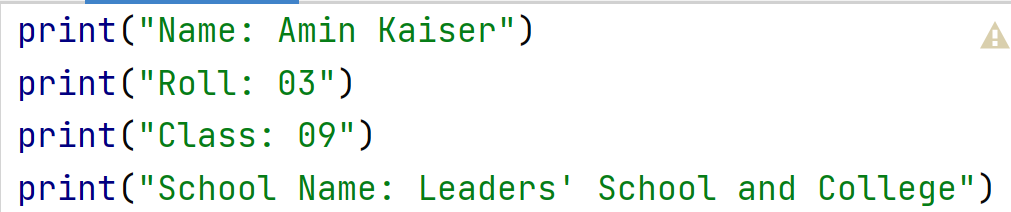 print("Name: Amin Kaiser")
print("Roll: 03")
print("Class: 09")
print("School Name: Leaders' School and College")